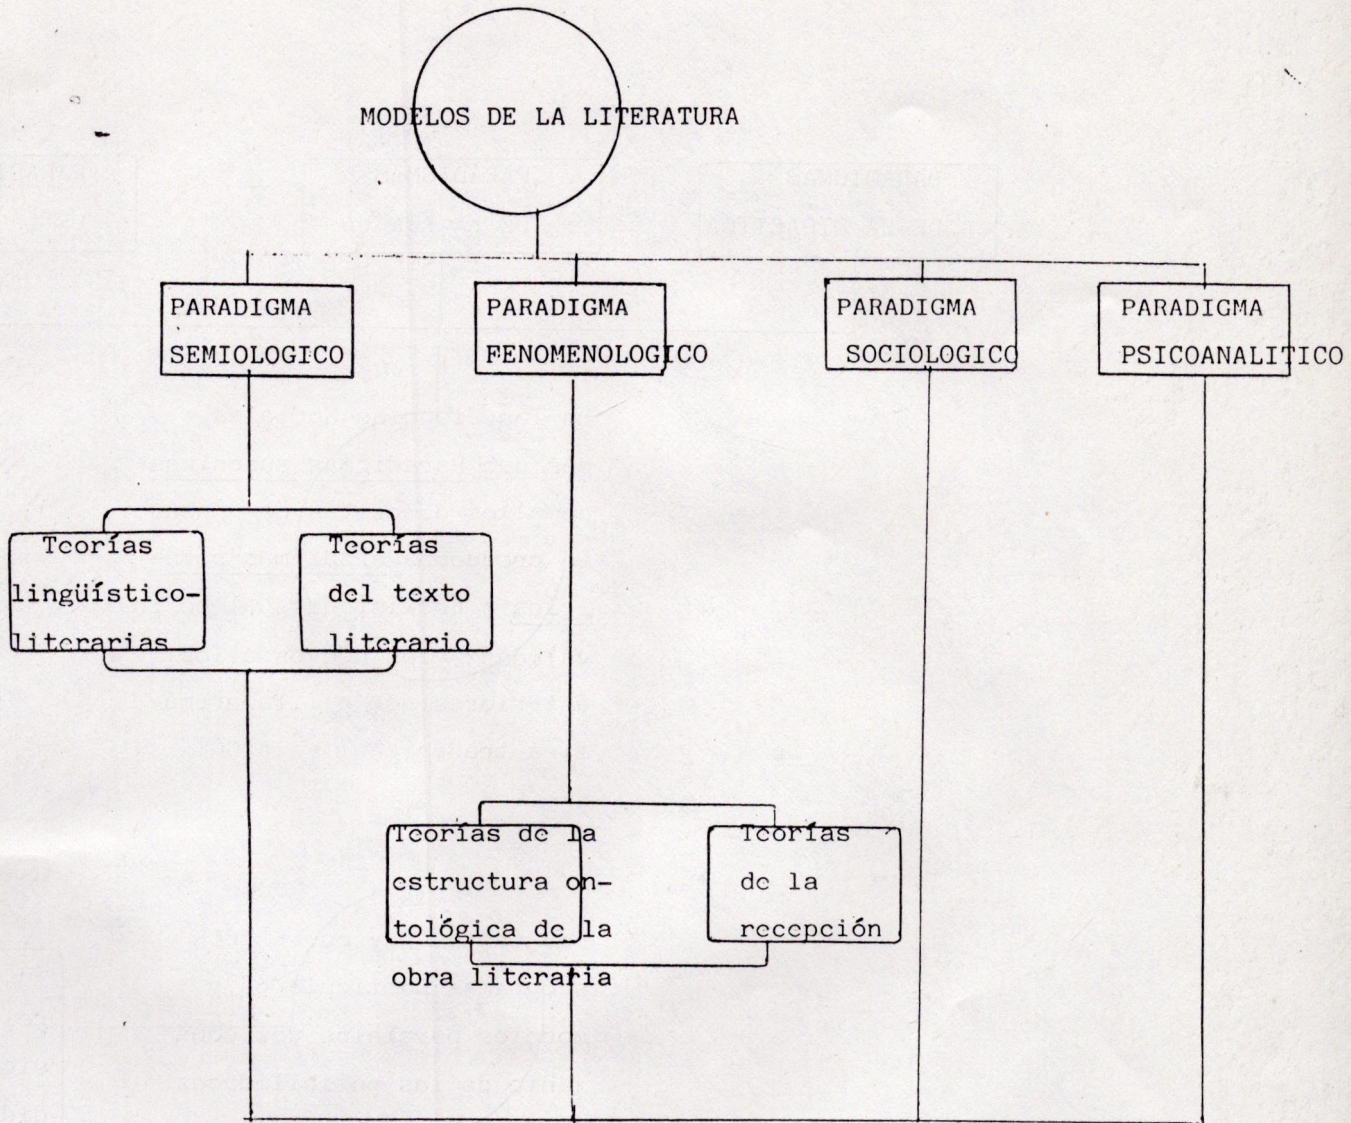 MODELOS DE LA LITERATURA
PARADIGMA
SEMIOLOGICO
PARADIGMA
FENOMENOLOGICO
PARADIGMA
SOCIOLOGICO
PARADIGMA
PSICOANALITICO
Teorías
lingüístico-
literarias
Teorías
del texto
literario
Teorías de la
estructura on-
tológica de la
obra literaria
Teorías
de la
recepción